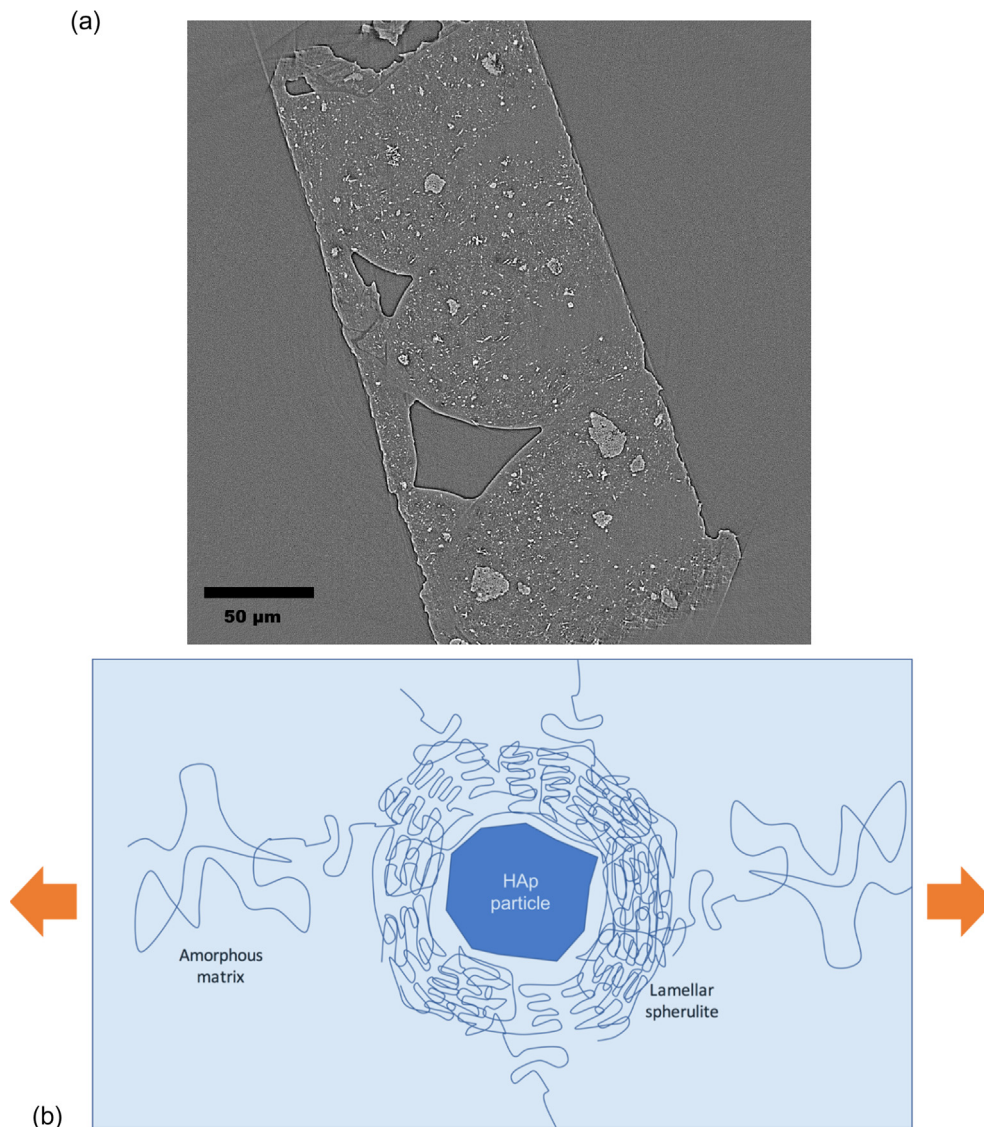 (a)
50 µm
HAp
particle
Amorphous
matrix
Lamellar
spherulite
(b)